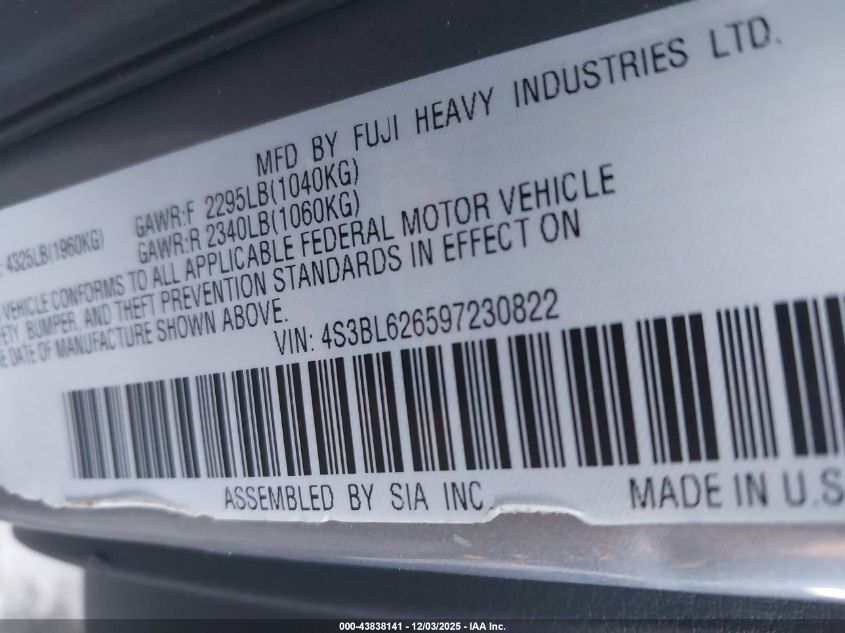 MFD BY FUJI HEAVY INDUSTRIES LTD.
: 4325LB(1960KG) GAWR:F 2295LB(1040KG)
GAWR:R 2340LB(1060KG)
VEHICLE CONFORMS TO ALL APPLICABLE FEDERAL MOTOR VEHICLE
FETY, BUMPER, AND THEFT PREVENTION STANDARDS IN EFFECT ON
E DATE OF MANUFACTURE SHOWN ABOVE.
VIN: 4S3BL626597230822
ASSEMBLED BY SIA INC.
MADE IN U.S
000-43838141 - 12/03/2025 - IAA Inc.